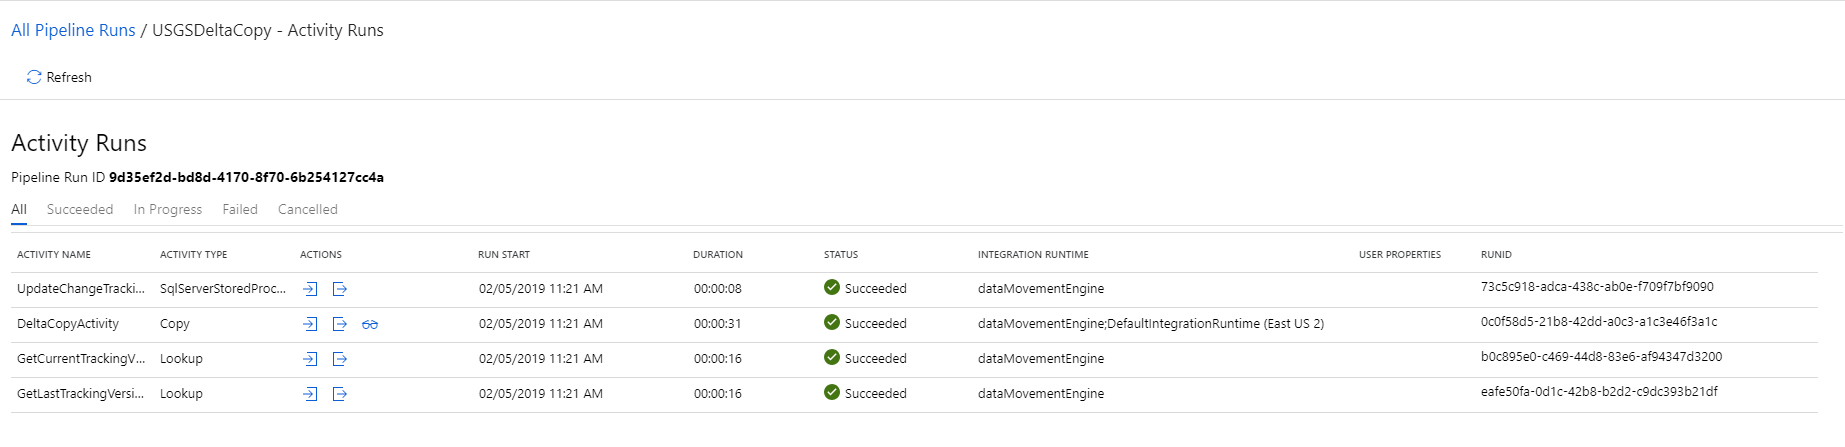 All Pipeline Runs / USGSDeltaCopy - Activity Runs
Refresh
Activity Runs
Pipeline Run ID 9d35ef2d-bd8d-4170-8f70-6b254127cc4a
All Succeeded In Progress Failed Cancelled
ACTIVITY NAME ACTIVITY TYPE ACTIONS RUN START DURATION STATUS INTEGRATION RUNTIME USER PROPERTIES RUNID
UpdateChangeTracki... SqlServerStoredProc... 02/05/2019 11:21 AM 00:00:08 Succeeded dataMovementEngine 73c5c918-adca-438c-ab0e-f709f7bf9090
DeltaCopyActivity Copy 02/05/2019 11:21 AM 00:00:31 Succeeded dataMovementEngine;DefaultIntegrationRuntime (East US 2) 0c0f58d5-21b8-42dd-a0c3-a1c3e46f3a1c
GetCurrentTrackingV... Lookup 02/05/2019 11:21 AM 00:00:16 Succeeded dataMovementEngine b0c895e0-c469-44d8-83e6-af94347d3200
GetLastTrackingVersi... Lookup 02/05/2019 11:21 AM 00:00:16 Succeeded dataMovementEngine eafe50fa-0d1c-42b8-b2d2-c9dc393b21df